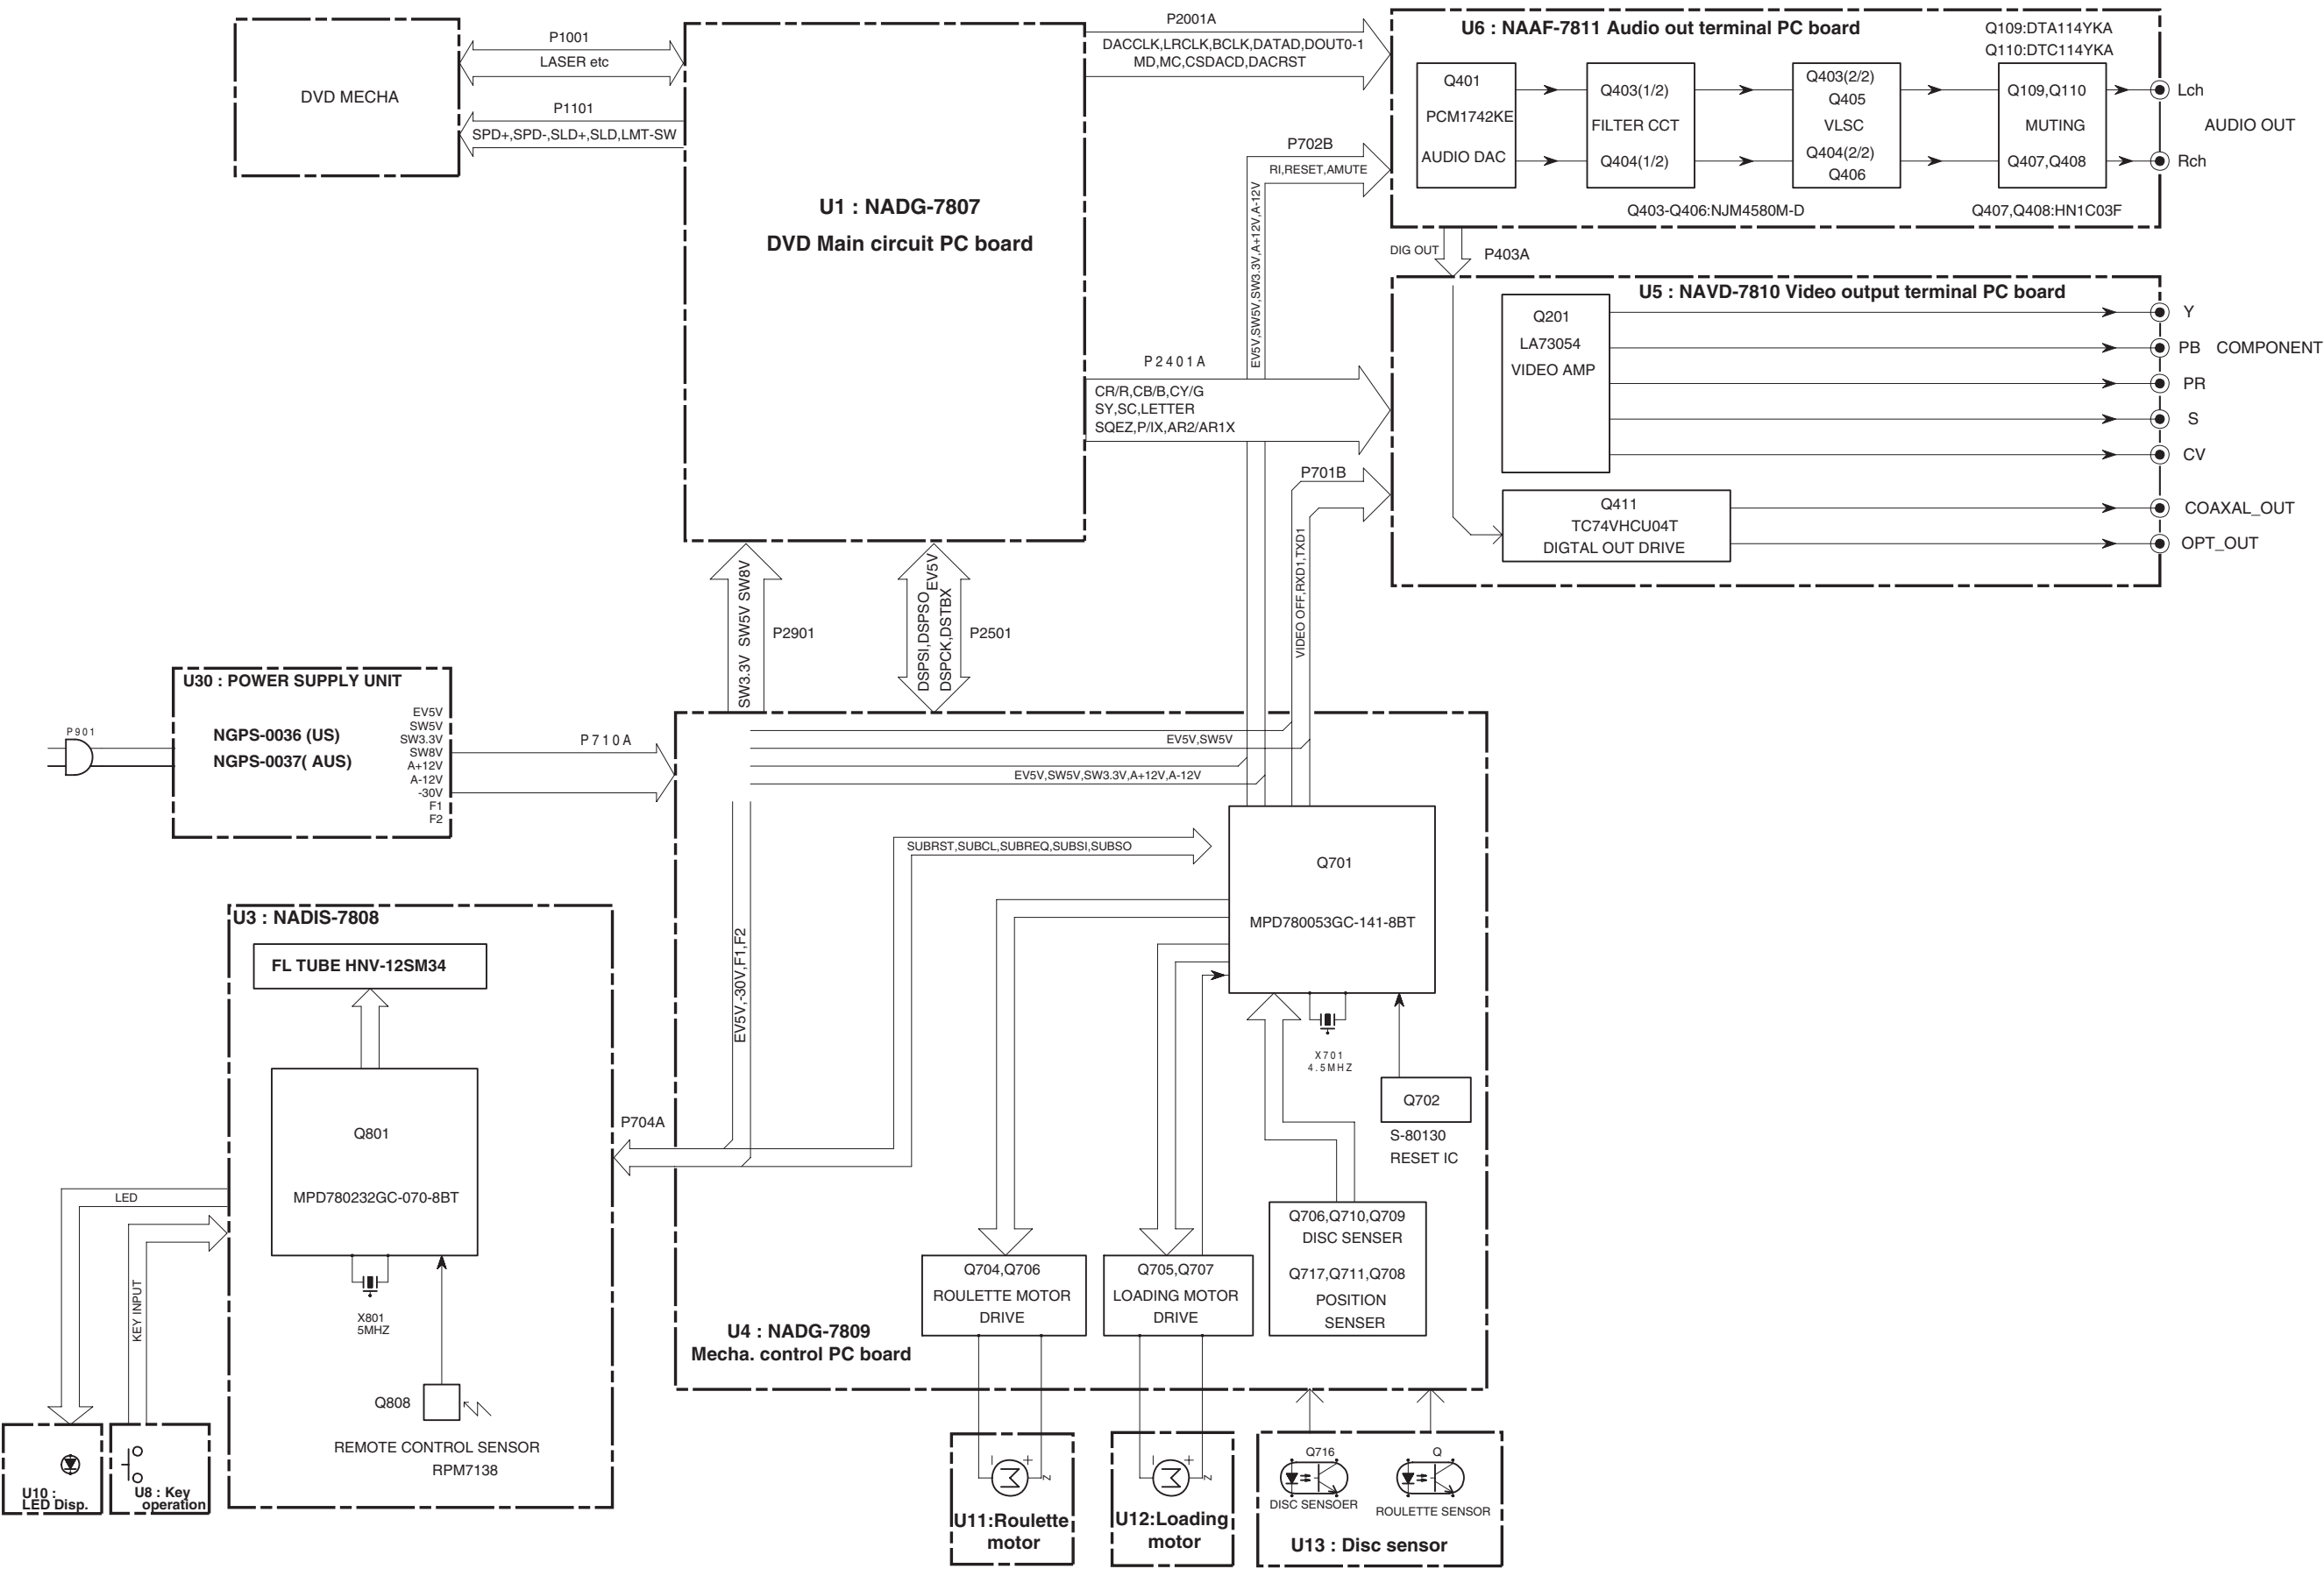 DVD MECHA
P1001
LASER etc
P1101
SPD+,SPD-,SLD+,SLD,LMT-SW
U1 : NADG-7807
DVD Main circuit PC board
P2001A
DACCLK,LRCLK,BCLK,DATAD,DOUT0-1
MD,MC,CSDACD,DACRST
P702B
RI,RESET,AMUTE
EV5V,SW5V,SW3.3V,A+12V,A-12V
U6 : NAAF-7811 Audio out terminal PC board
Q109:DTA114YKA
Q110:DTC114YKA
Q401
PCM1742KE
AUDIO DAC
Q403(1/2)
FILTER CCT
Q404(1/2)
Q403(2/2)
Q405
VLSC
Q404(2/2)
Q406
Q109,Q110
MUTING
Q407,Q408
Lch
AUDIO OUT
Rch
Q403-Q406:NJM4580M-D
Q407,Q408:HN1C03F
DIG OUT
P403A
U5 : NAVD-7810 Video output terminal PC board
Q201
LA73054
VIDEO AMP
Y
PB COMPONENT
PR
S
CV
Q411
TC74VHCU04T
DIGTAL OUT DRIVE
COAXAL_OUT
OPT_OUT
P2401A
CR/R,CB/B,CY/G
SY,SC,LETTER
SQEZ,P/IX,AR2/AR1X
P701B
VIDEO OFF,RXD1,TXD1
SW3.3V SW5V SW8V
P2901
DSPSI,DSPSO
EV5V
DSPCK,DSTBX
P2501
U30 : POWER SUPPLY UNIT
NGPS-0036 (US)
NGPS-0037( AUS)
EV5V
SW5V
SW3.3V
SW8V
A+12V
A-12V
-30V
F1
F2
P901
P710A
EV5V,SW5V
EV5V,SW5V,SW3.3V,A+12V,A-12V
SUBRST,SUBCL,SUBREQ,SUBSI,SUBSO
EV5V,-30V,F1,F2
Q701
MPD780053GC-141-8BT
X701
4.5MHZ
Q702
S-80130
RESET IC
U3 : NADIS-7808
FL TUBE HNV-12SM34
Q801
MPD780232GC-070-8BT
X801
5MHZ
Q808
REMOTE CONTROL SENSOR
RPM7138
P704A
LED
KEY INPUT
U10 :
LED Disp.
U8 : Key
operation
Q704,Q706
ROULETTE MOTOR
DRIVE
Q705,Q707
LOADING MOTOR
DRIVE
Q706,Q710,Q709
DISC SENSER
Q717,Q711,Q708
POSITION
SENSER
U4 : NADG-7809
Mecha. control PC board
M
- +
Z
U11:Roulette
motor
M
- +
Z
U12:Loading
motor
Q716
DISC SENSOER
Q
ROULETTE SENSOR
U13 : Disc sensor